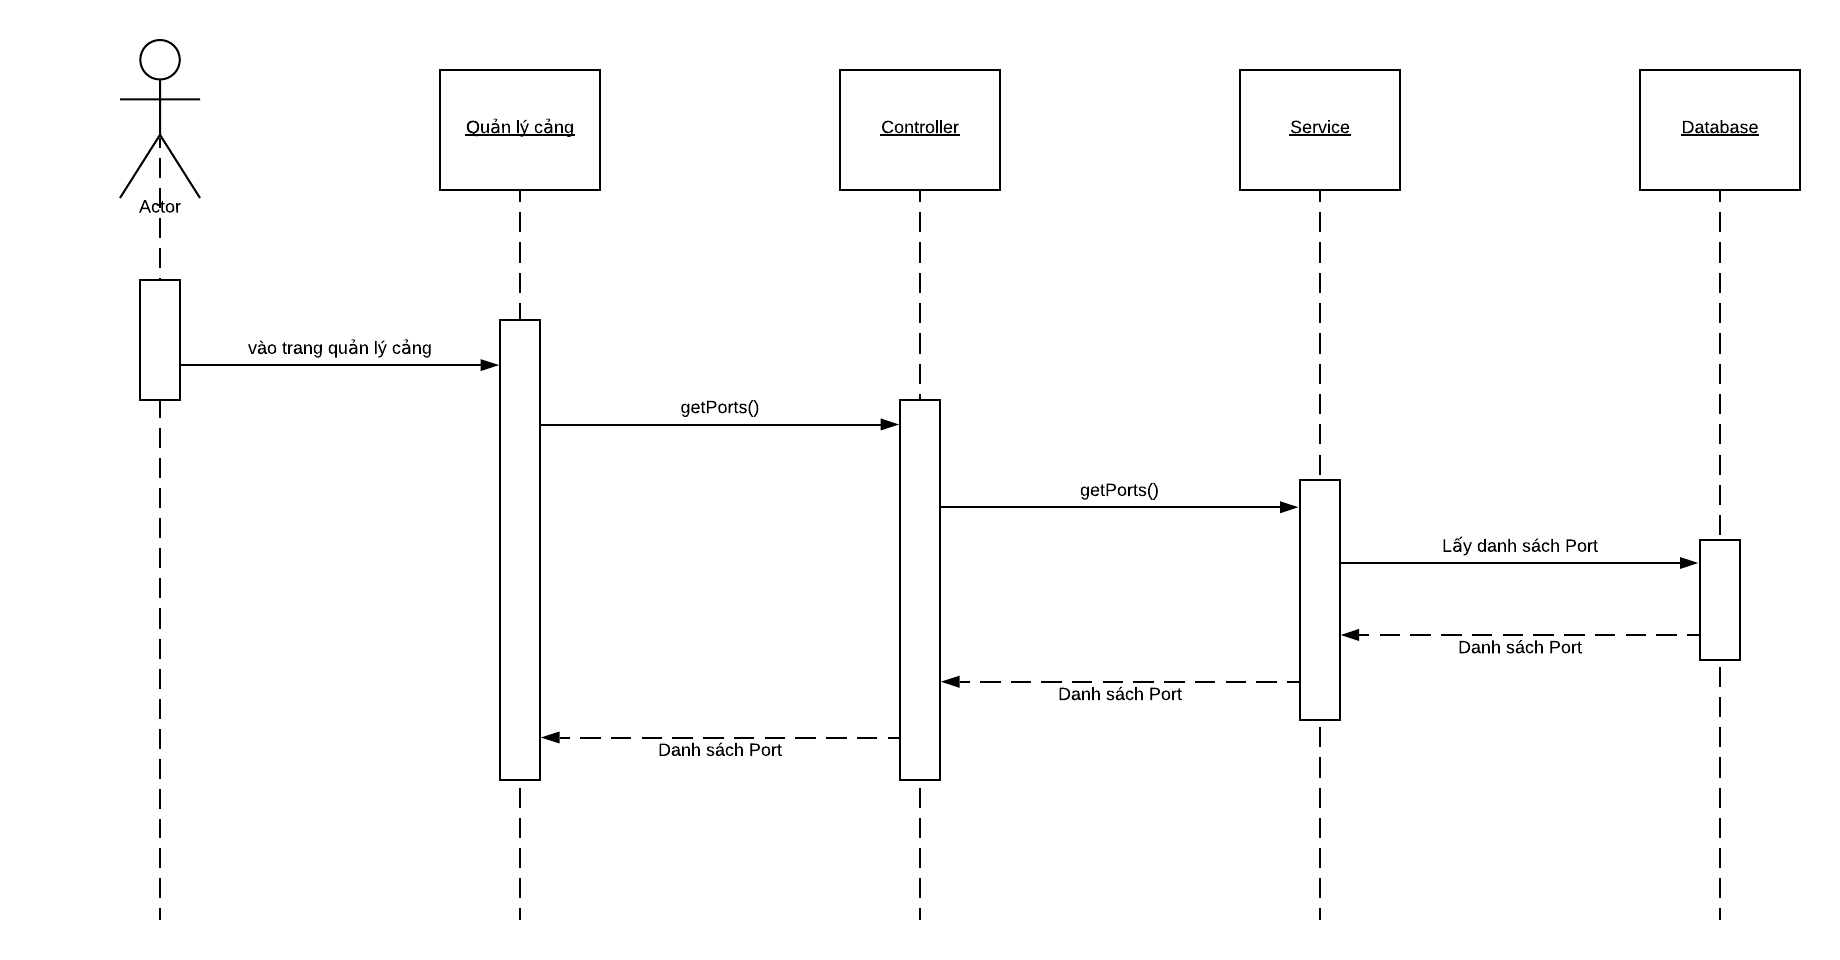 Quản lý cảng
Controller
Service
Database
Actor
vào trang quản lý cảng
getPorts()
getPorts()
Lấy danh sách Port
Danh sách Port
Danh sách Port
Danh sách Port